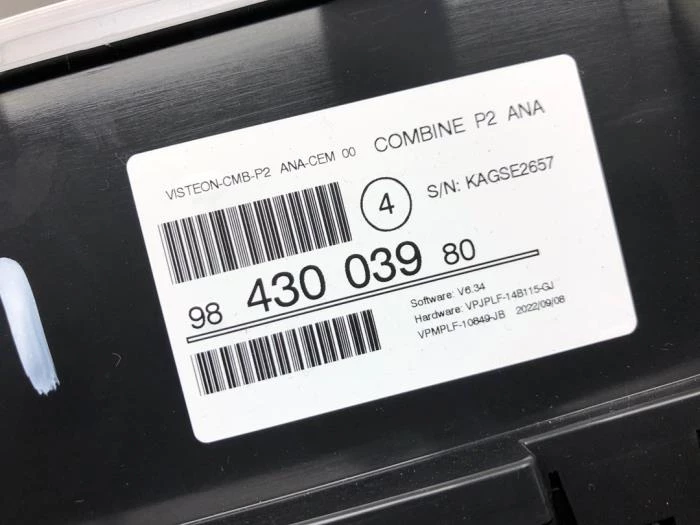 VISTEON-CMB-P2 ANA-CEM 00 COMBINE P2 ANA
4 S/N: KAGSE2657
98 430 039 80
Software: V6.34
Hardware: VPJPLF-14B115-GJ
VPMPLF-10849-JB 2022/09/08